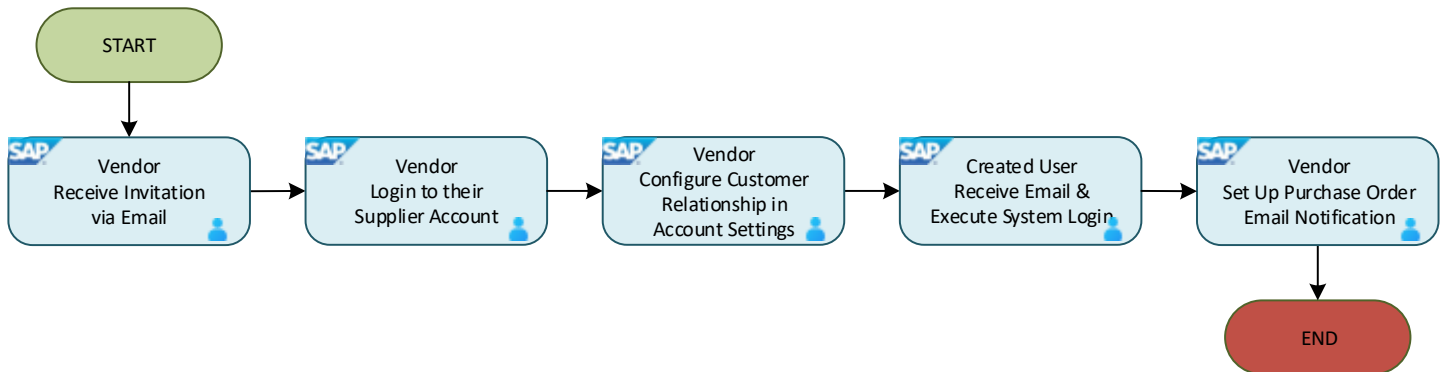 START
SAP
Vendor
Receive Invitation
via Email
SAP
Vendor
Login to their
Supplier Account
SAP
Vendor
Configure Customer
Relationship in
Account Settings
SAP
Created User
Receive Email &
Execute System Login
SAP
Vendor
Set Up Purchase Order
Email Notification
END